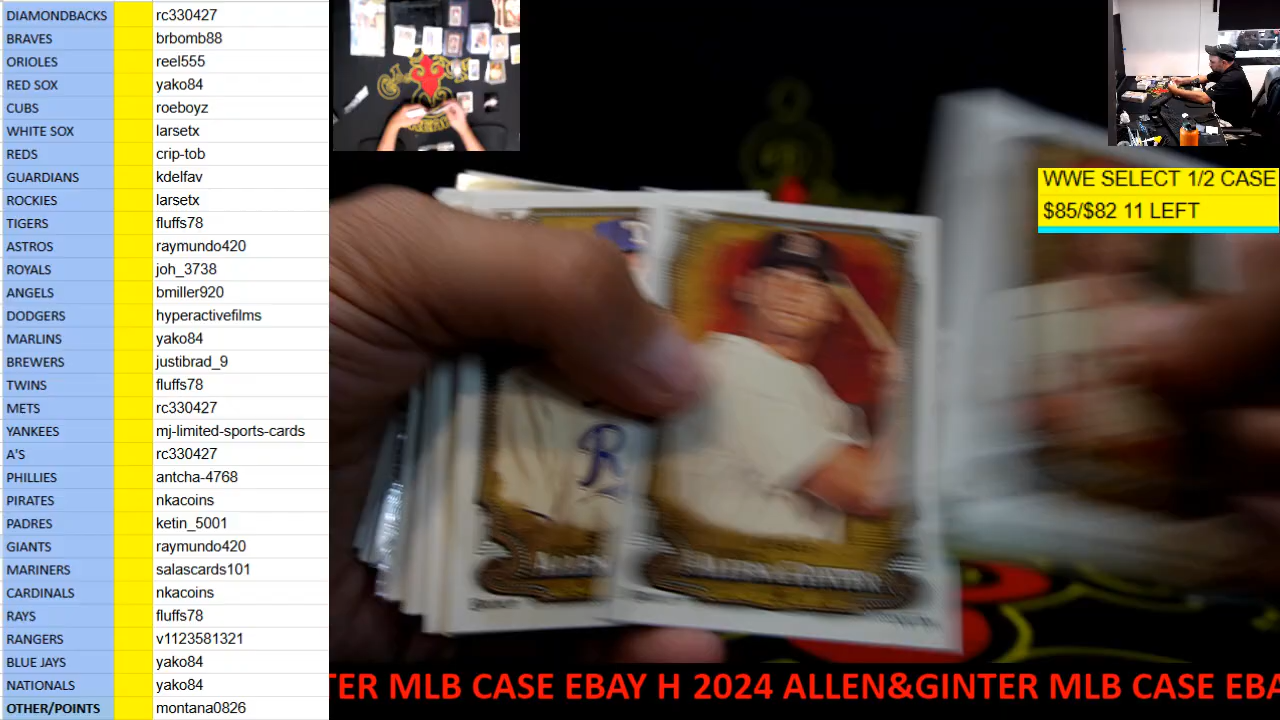 DIAMONDBACKS rc330427
BRAVES brbomb88
ORIOLES reel555
RED SOX yako84
CUBS roeboyz
WHITE SOX larsetx
REDS crip-tob
GUARDIANS kdelfav
ROCKIES larsetx
TIGERS fluffs78
ASTROS raymundo420
ROYALS joh_3738
ANGELS bmiller920
DODGERS hyperactivefilms
MARLINS yako84
BREWERS justibrad_9
TWINS fluffs78
METS rc330427
YANKEES mj-limited-sports-cards
A'S rc330427
PHILLIES antcha-4768
PIRATES nkacoins
PADRES ketin_5001
GIANTS raymundo420
MARINERS salascards101
CARDINALS nkacoins
RAYS fluffs78
RANGERS v1123581321
BLUE JAYS yako84
NATIONALS yako84
OTHER/POINTS montana0826
WWE SELECT 1/2 CASE
$85/$82 11 LEFT
R
ALLEN
ALLEN & GINTER
TER MLB CASE EBAY H 2024 ALLEN&GINTER MLB CASE EBA